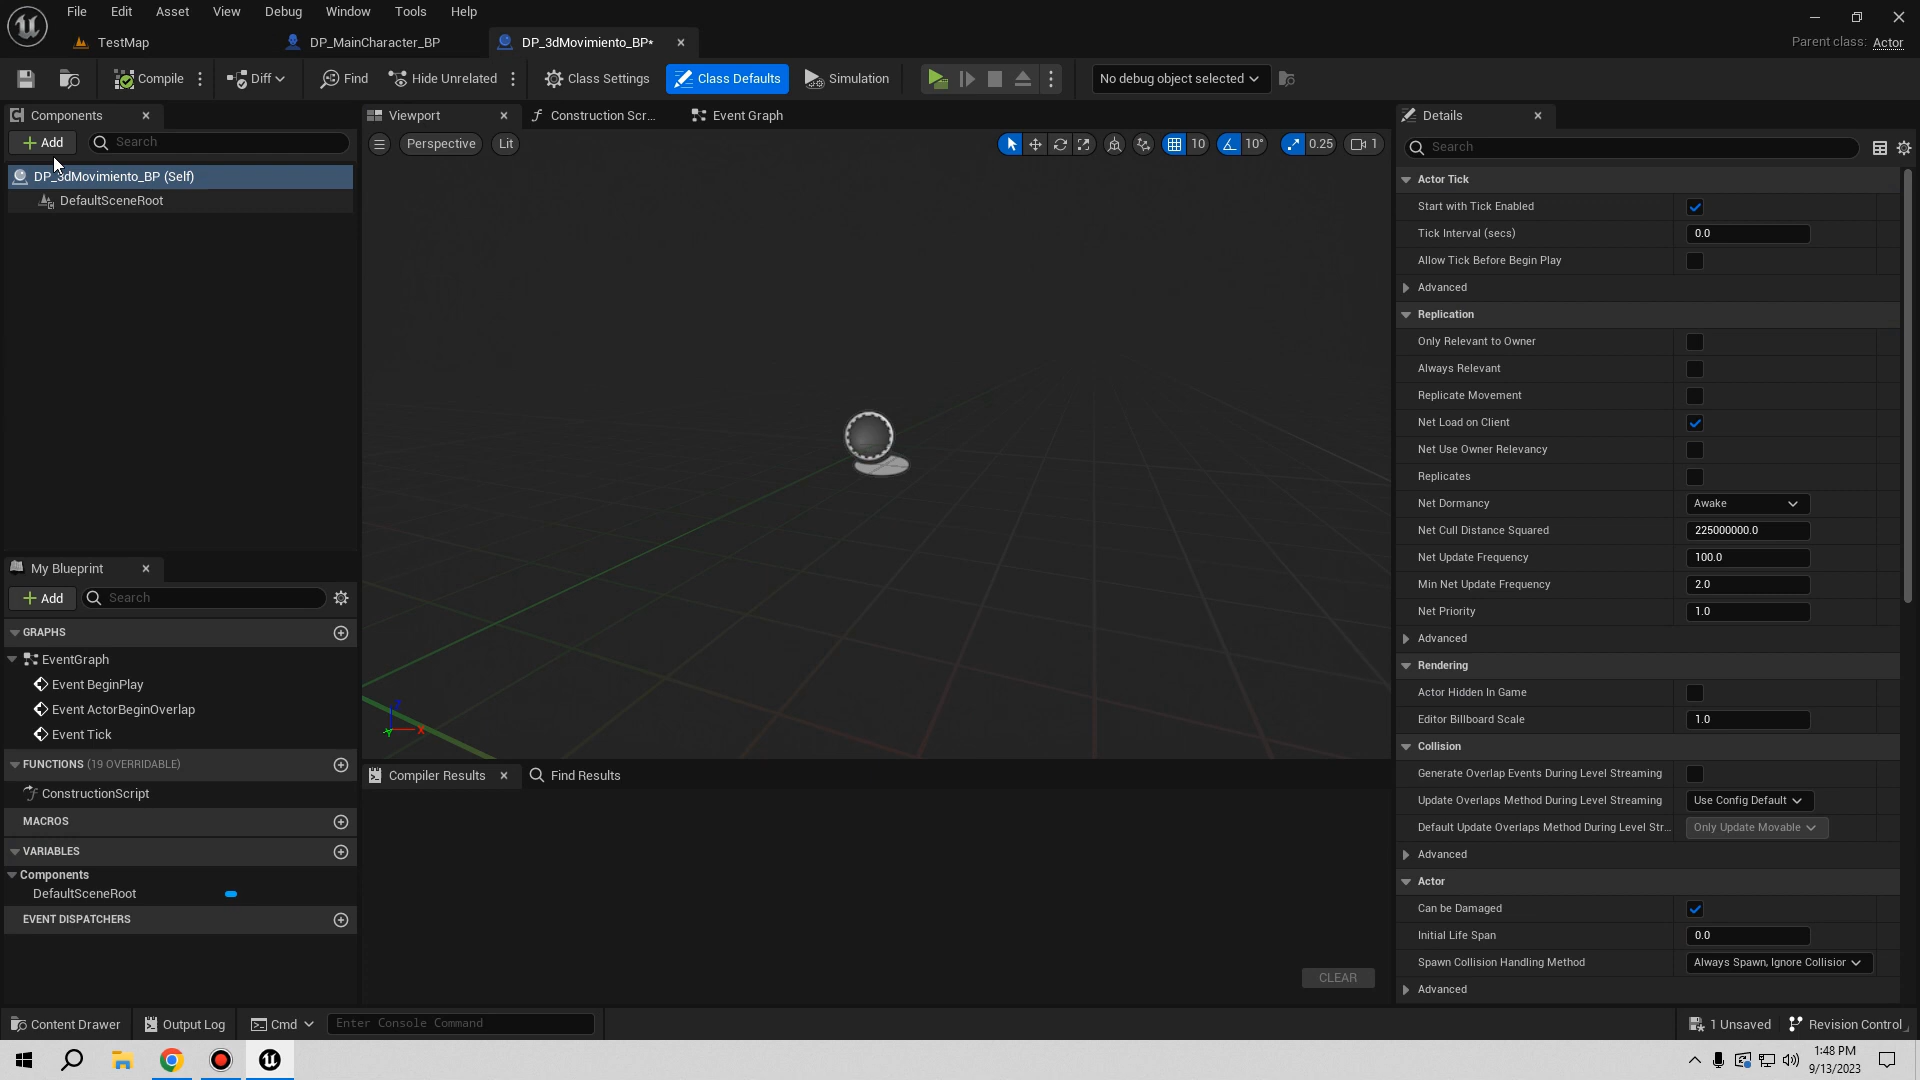 File Edit Asset View Debug Window Tools Help
TestMap DP_MainCharacter_BP DP_3dMovimiento_BP*
Parent class: Actor
Compile Diff Find Hide Unrelated Class Settings Class Defaults Simulation No debug object selected
Components
Add Search
DP_3dMovimiento_BP (Self)
DefaultSceneRoot
My Blueprint
Add Search
GRAPHS
EventGraph
Event BeginPlay
Event ActorBeginOverlap
Event Tick
FUNCTIONS (19 OVERRIDABLE)
ConstructionScript
MACROS
VARIABLES
Components
DefaultSceneRoot
EVENT DISPATCHERS
Viewport Construction Scr... Event Graph
Perspective Lit 10 10° 0.25 1
Z
X
Y
Compiler Results Find Results
CLEAR
Details
Search
Actor Tick
Start with Tick Enabled
Tick Interval (secs) 0.0
Allow Tick Before Begin Play
Advanced
Replication
Only Relevant to Owner
Always Relevant
Replicate Movement
Net Load on Client
Net Use Owner Relevancy
Replicates
Net Dormancy Awake
Net Cull Distance Squared 225000000.0
Net Update Frequency 100.0
Min Net Update Frequency 2.0
Net Priority 1.0
Advanced
Rendering
Actor Hidden In Game
Editor Billboard Scale 1.0
Collision
Generate Overlap Events During Level Streaming
Update Overlaps Method During Level Streaming Use Config Default
Default Update Overlaps Method During Level Str... Only Update Movable
Advanced
Actor
Can be Damaged
Initial Life Span 0.0
Spawn Collision Handling Method Always Spawn, Ignore Collision
Advanced
Content Drawer Output Log Cmd Enter Console Command 1 Unsaved Revision Control
1:48 PM
9/13/2023